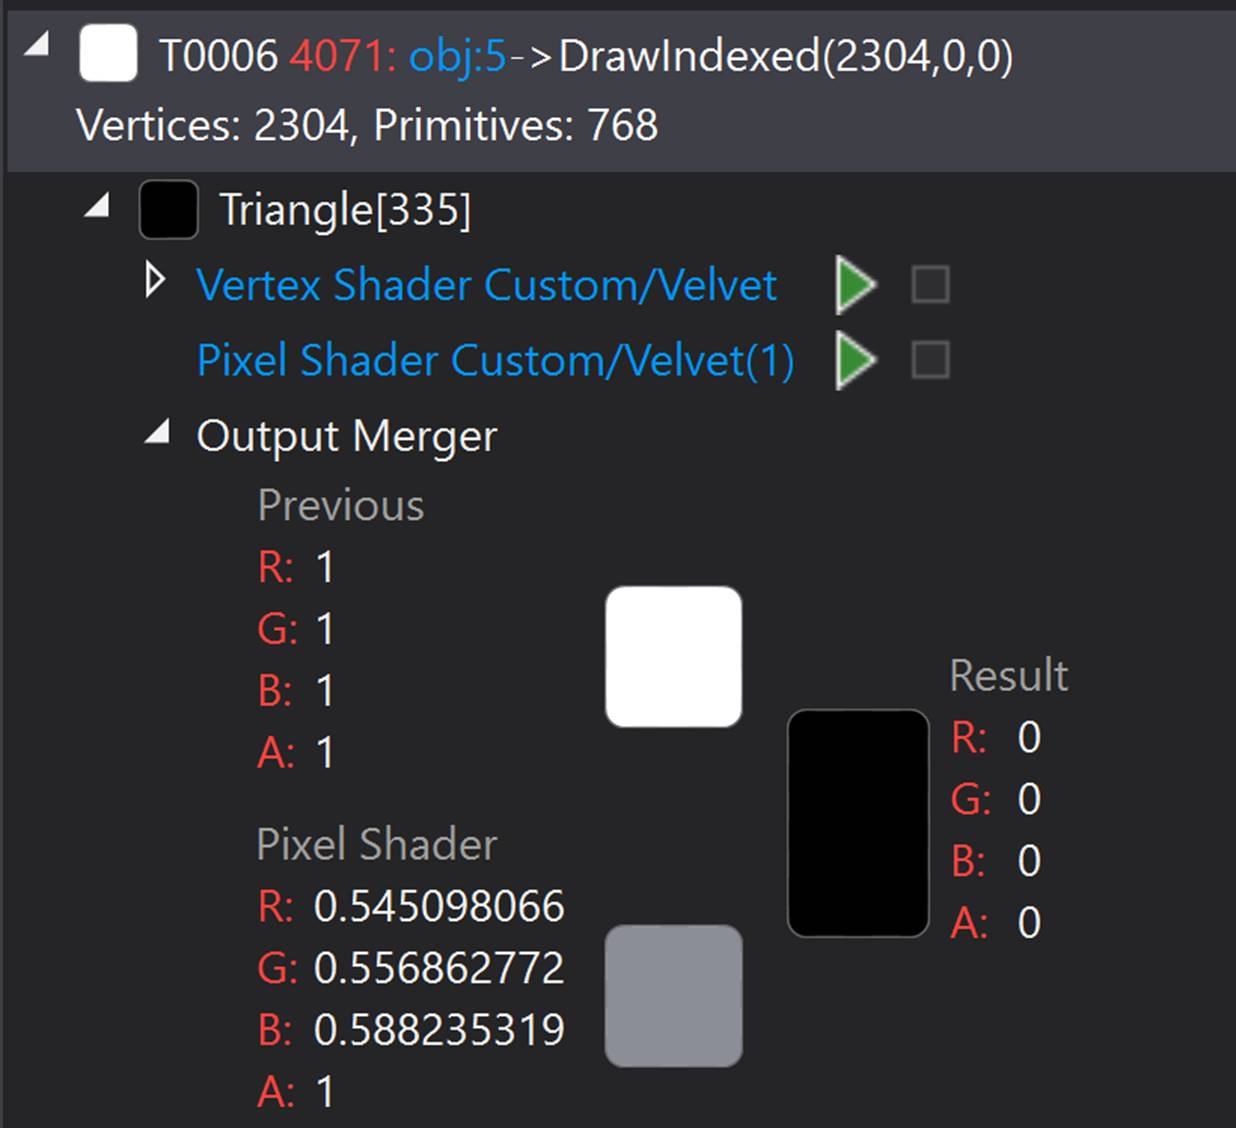 T0006 4071: obj:5->DrawIndexed(2304,0,0)
Vertices: 2304, Primitives: 768
Triangle[335]
Vertex Shader Custom/Velvet
Pixel Shader Custom/Velvet(1)
Output Merger
Previous
R: 1
G: 1
B: 1
A: 1
Pixel Shader
R: 0.545098066
G: 0.556862772
B: 0.588235319
A: 1
Result
R: 0
G: 0
B: 0
A: 0